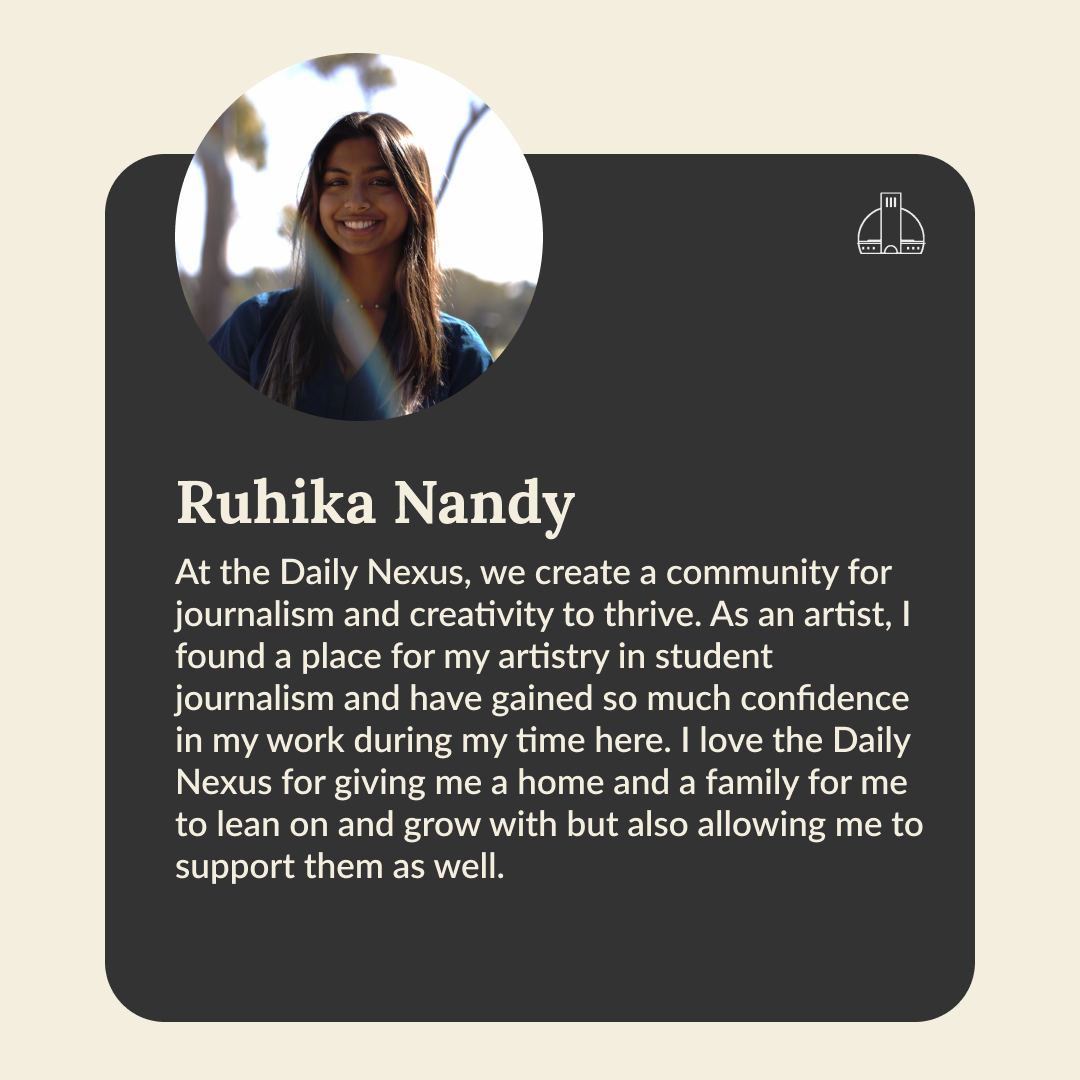 Ruhika Nandy
At the Daily Nexus, we create a community for
journalism and creativity to thrive. As an artist, I
found a place for my artistry in student
journalism and have gained so much confidence
in my work during my time here. I love the Daily
Nexus for giving me a home and a family for me
to lean on and grow with but also allowing me to
support them as well.